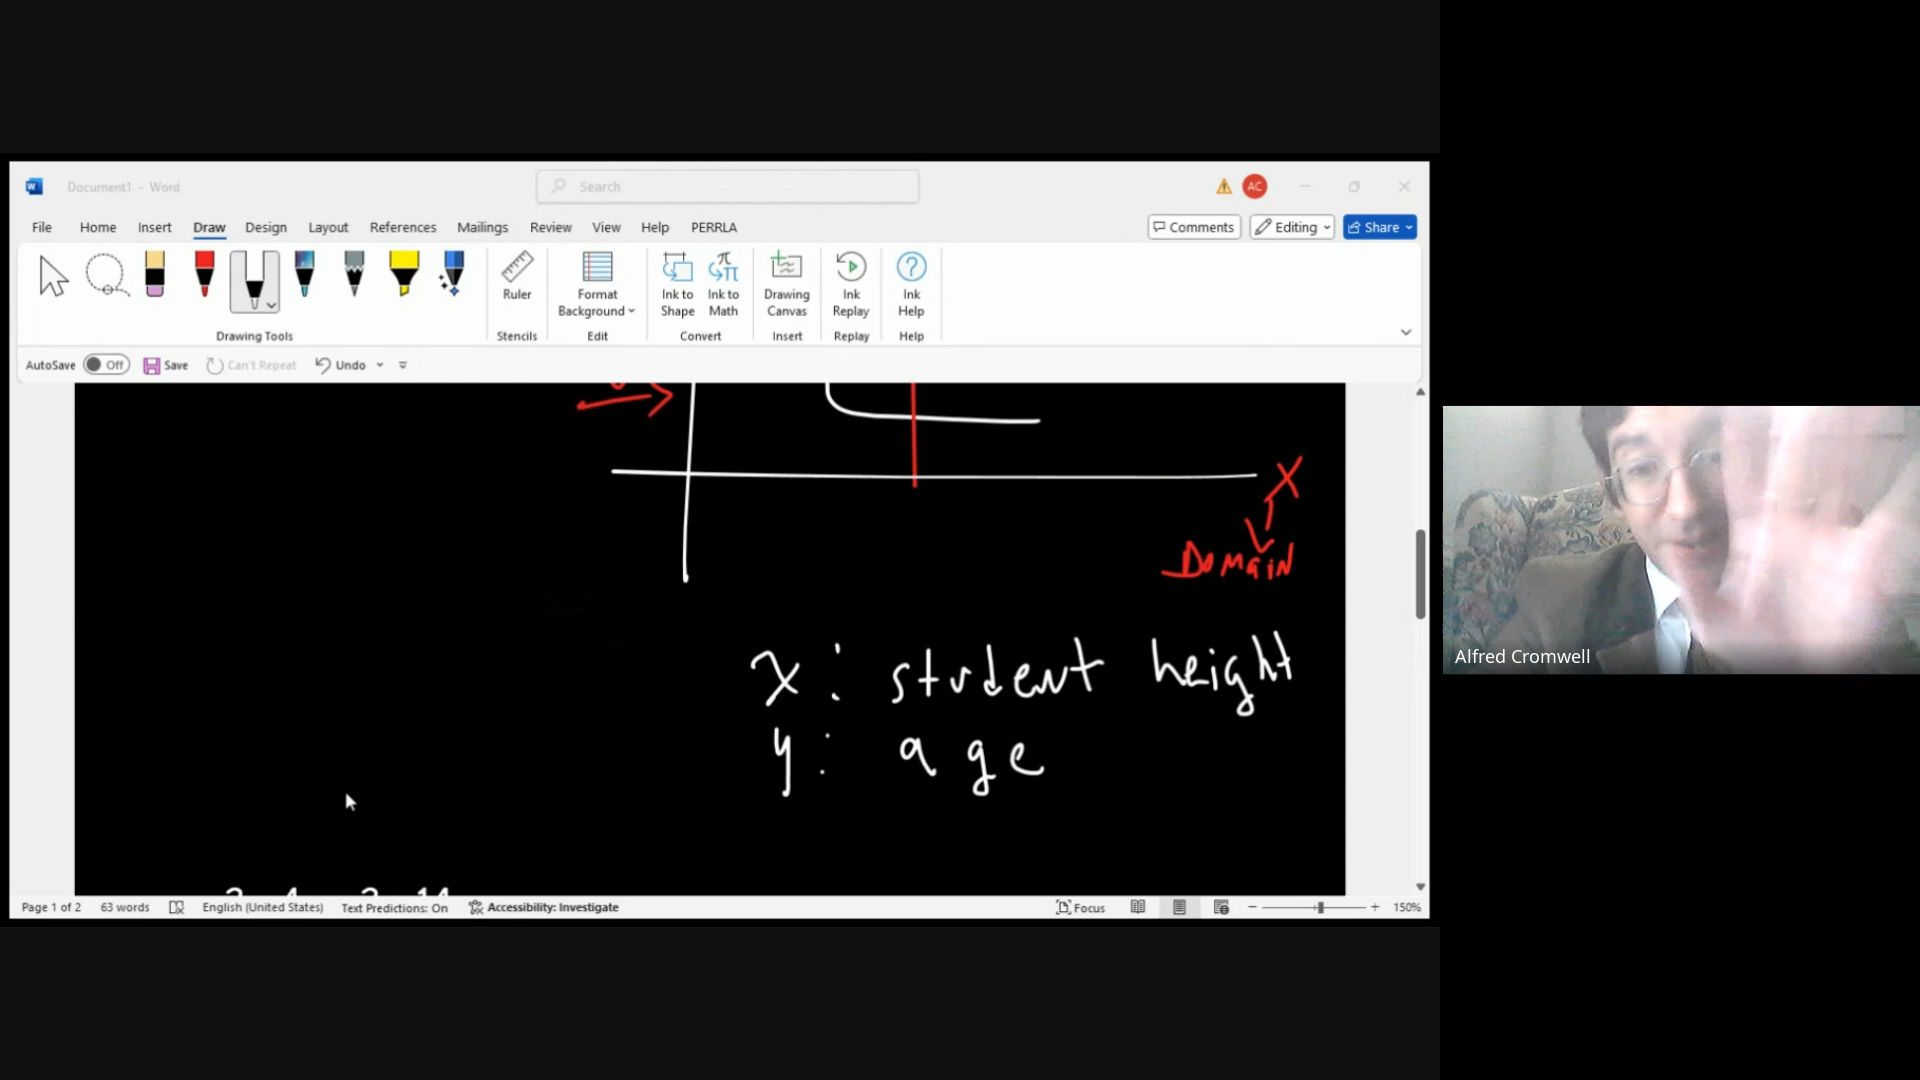 Document1 - Word
Search
AC
File Home Insert Draw Design Layout References Mailings Review View Help PERRLA
Comments Editing Share
Ruler
Format Background
Ink to Shape
Ink to Math
Drawing Canvas
Ink Replay
Ink Help
Drawing Tools Stencils Edit Convert Insert Replay Help
AutoSave Off Save Can't Repeat Undo
X
Domain
x: student height
y: age
Alfred Cromwell
Page 1 of 2 63 words English (United States) Text Predictions: On Accessibility: Investigate Focus 150%